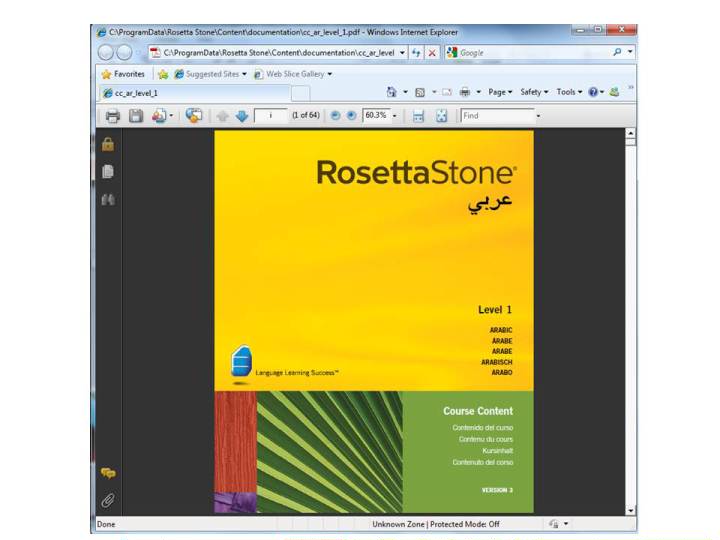 C:\ProgramData\Rosetta Stone\Content\documentation\cc_ar_level_1.pdf - Windows Internet Explorer
C:\ProgramData\Rosetta Stone\Content\documentation\cc_ar_level
Google
Favorites Suggested Sites Web Slice Gallery
cc_ar_level_1
Page Safety Tools
i (1 of 64) 60.3% Find
RosettaStone®
عربي
Level 1
ARABIC
ÁRABE
ARABE
ARABISCH
ARABO
Language Learning Success™
Course Content
Contenido del curso
Contenu du cours
Kursinhalt
Contenuto del corso
VERSION 3
Done Unknown Zone | Protected Mode: Off